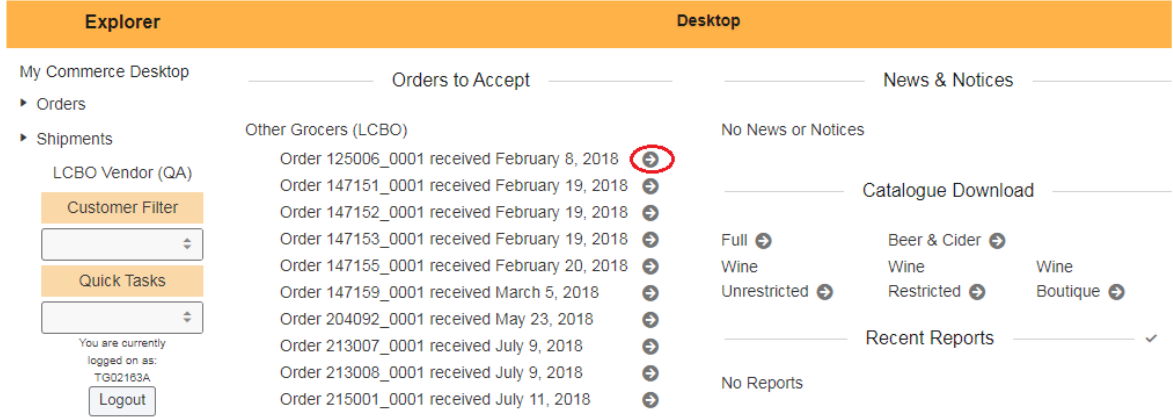 Explorer
Desktop
My Commerce Desktop
Orders
Shipments
LCBO Vendor (QA)
Customer Filter
Quick Tasks
You are currently
logged on as:
TG02163A
Logout
Orders to Accept
Other Grocers (LCBO)
Order 125006_0001 received February 8, 2018
Order 147151_0001 received February 19, 2018
Order 147152_0001 received February 19, 2018
Order 147153_0001 received February 19, 2018
Order 147155_0001 received February 20, 2018
Order 147159_0001 received March 5, 2018
Order 204092_0001 received May 23, 2018
Order 213007_0001 received July 9, 2018
Order 213008_0001 received July 9, 2018
Order 215001_0001 received July 11, 2018
News & Notices
No News or Notices
Catalogue Download
Full
Beer & Cider
Wine
Unrestricted
Wine
Restricted
Wine
Boutique
Recent Reports
No Reports